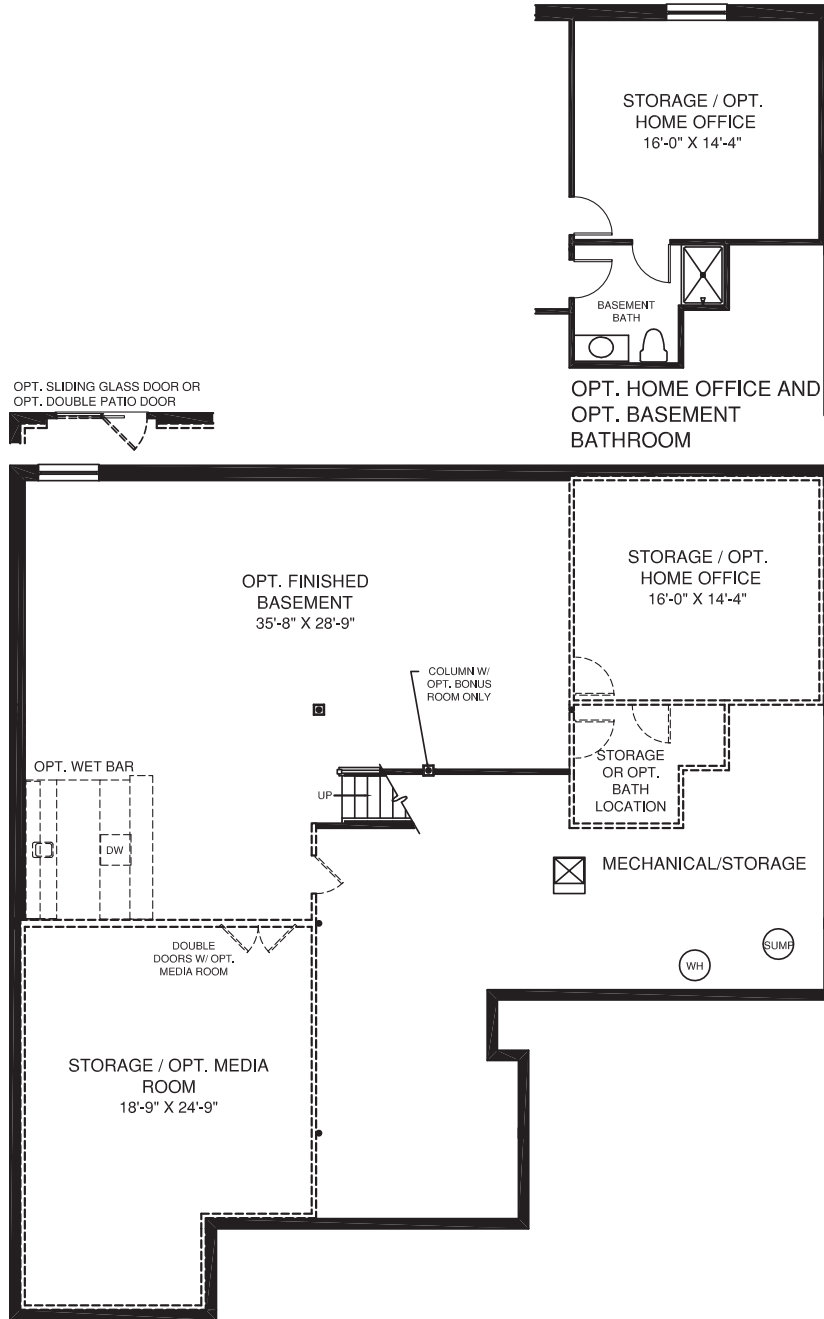 STORAGE / OPT.
HOME OFFICE
16'-0" X 14'-4"
BASEMENT
BATH
OPT. HOME OFFICE AND
OPT. BASEMENT
BATHROOM
OPT. SLIDING GLASS DOOR OR
OPT. DOUBLE PATIO DOOR
OPT. FINISHED
BASEMENT
35'-8" X 28'-9"
STORAGE / OPT.
HOME OFFICE
16'-0" X 14'-4"
COLUMN W/
OPT. BONUS
ROOM ONLY
OPT. WET BAR
UP
STORAGE
OR OPT.
BATH
LOCATION
DW
MECHANICAL/STORAGE
DOUBLE
DOORS W/ OPT.
MEDIA ROOM
SUMP
WH
STORAGE / OPT. MEDIA
ROOM
18'-9" X 24'-9"